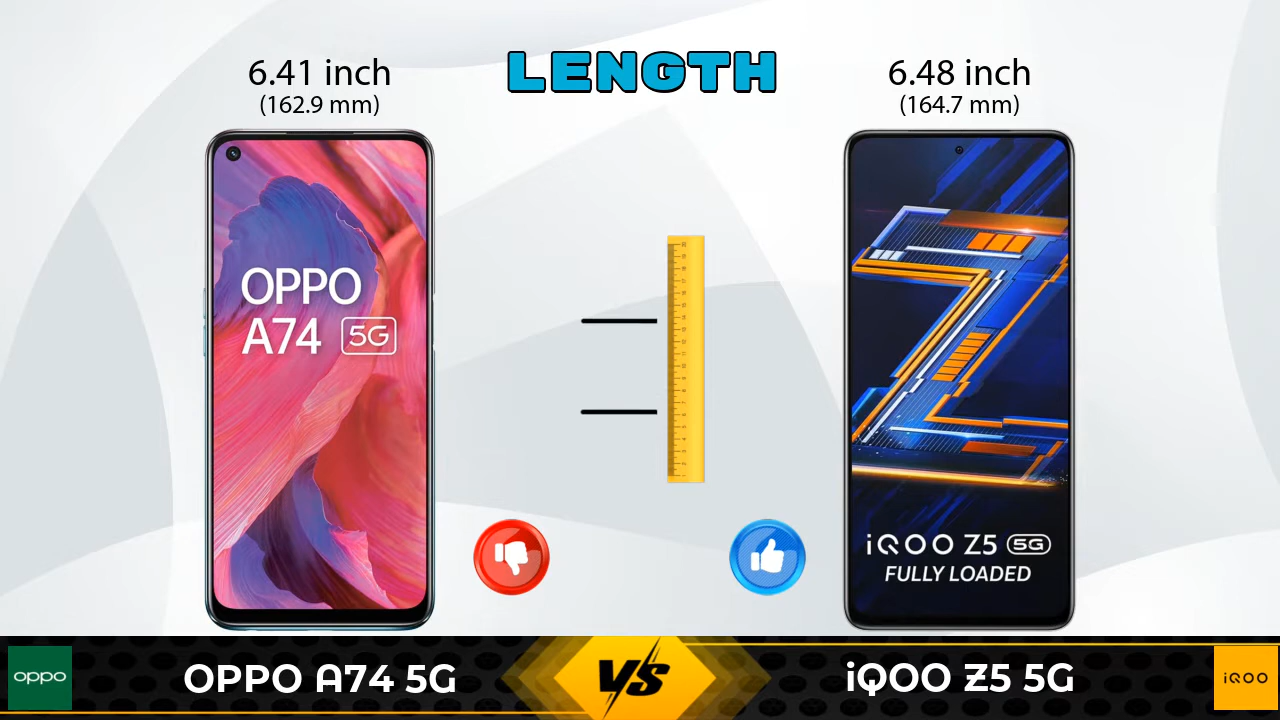 LENGTH
6.41 inch
(162.9 mm)
6.48 inch
(164.7 mm)
OPPO
A74 5G
iQOO Z5 5G
FULLY LOADED
oppo
OPPO A74 5G
VS
iQOO Z5 5G
iQOO